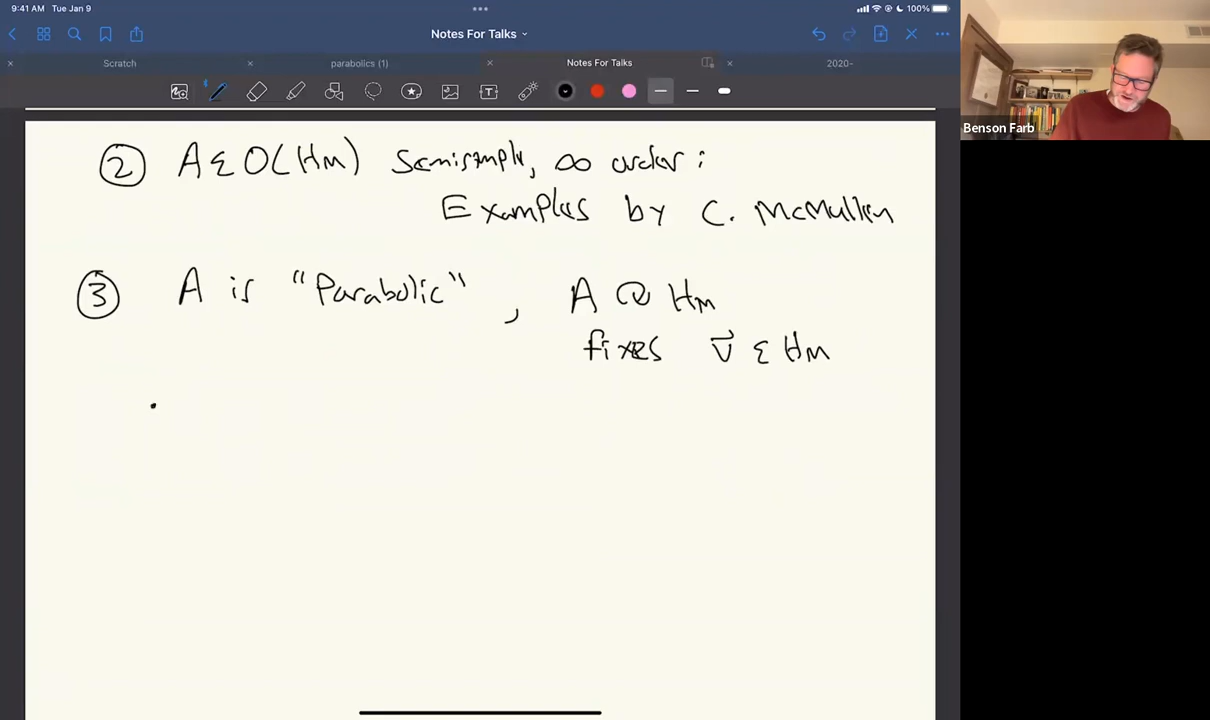 9:41 AM Tue Jan 9
100%
Notes For Talks
Scratch
parabolics (1)
Notes For Talks
2020-
Benson Farb
② A ∈ O(Hm) Semisimple, ∞ order :
Examples by C. McMullen
③ A is "Parabolic" , A ↻ Hm
fixes v⃗ ∈ Hm